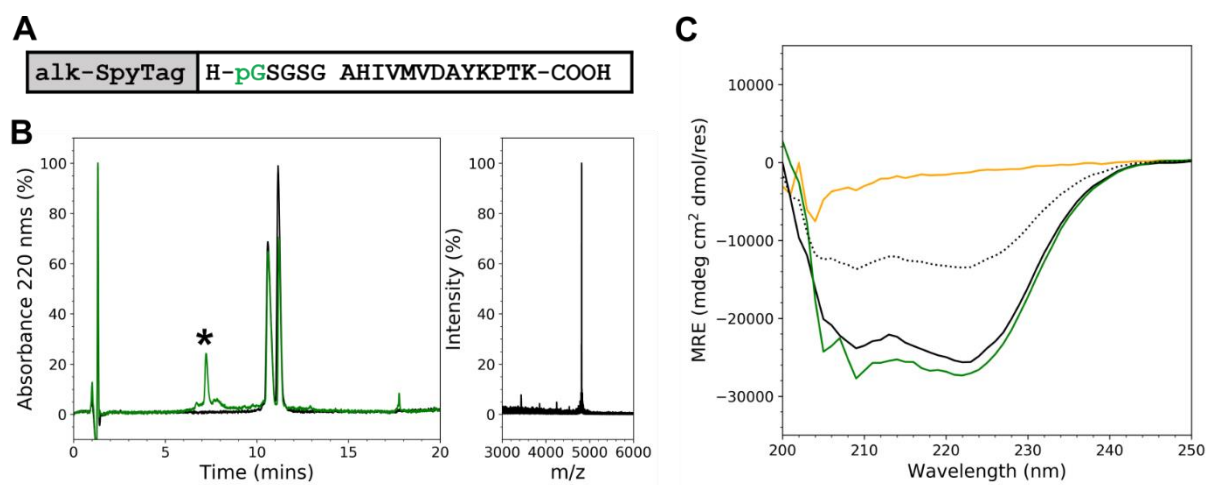 A
alk-SpyTag H-pGSGSG AHIVMVDAYKPTK-COOH
B
Absorbance 220 nms (%)
100
80
60
40
20
0
*
0 5 10 15 20
Time (mins)
Intensity (%)
100
80
60
40
20
0
3000 4000 5000 6000
m/z
C
MRE (mdeg cm² dmol/res)
10000
0
−10000
−20000
−30000
200 210 220 230 240 250
Wavelength (nm)